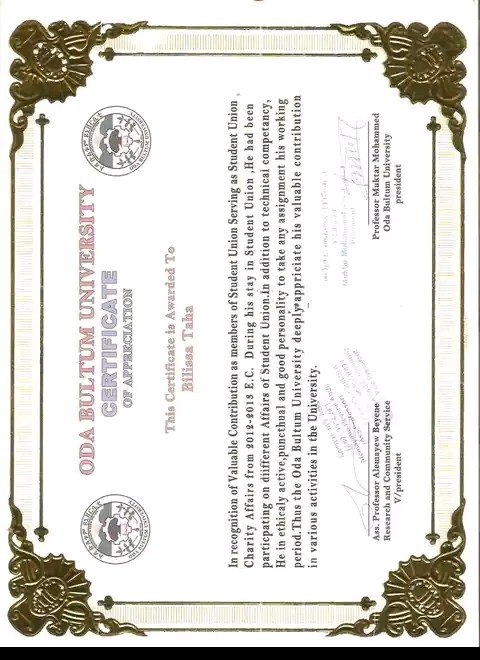 ODA BULTUM UNIVERSITY
CERTIFICATE
OF APPRECIATION
ODA BULTUM UNIVERSITY
ODA BULTUM UNIVERSITY
This Certificate is Awarded To
Bilissa Taha
In recognition of Valuable Contribution as members of Student Union Serving as Student Union ,
Charity Affairs from 2012-2013 E.C. During his stay in Student Union ,He had been
particpating on diifferent Affairs of Student Union.In addition to technical competancy,
He in ethicaly active,puncthual and good personality to take any assignment his working
period.Thus the Oda Bultum University deeply appriciate his valuable contribution
in various activities in the University.
Ass. Professor Alemayew Beyene
Research and Community Service
V/president
Professor Muktar Mohammed
Oda Bultum University
president